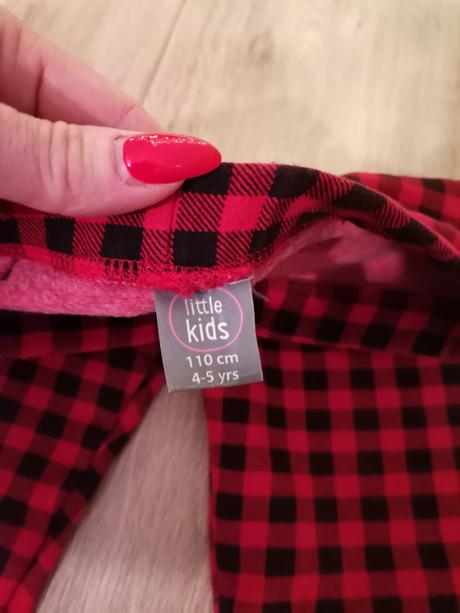 little
kids
110 cm
4-5 yrs